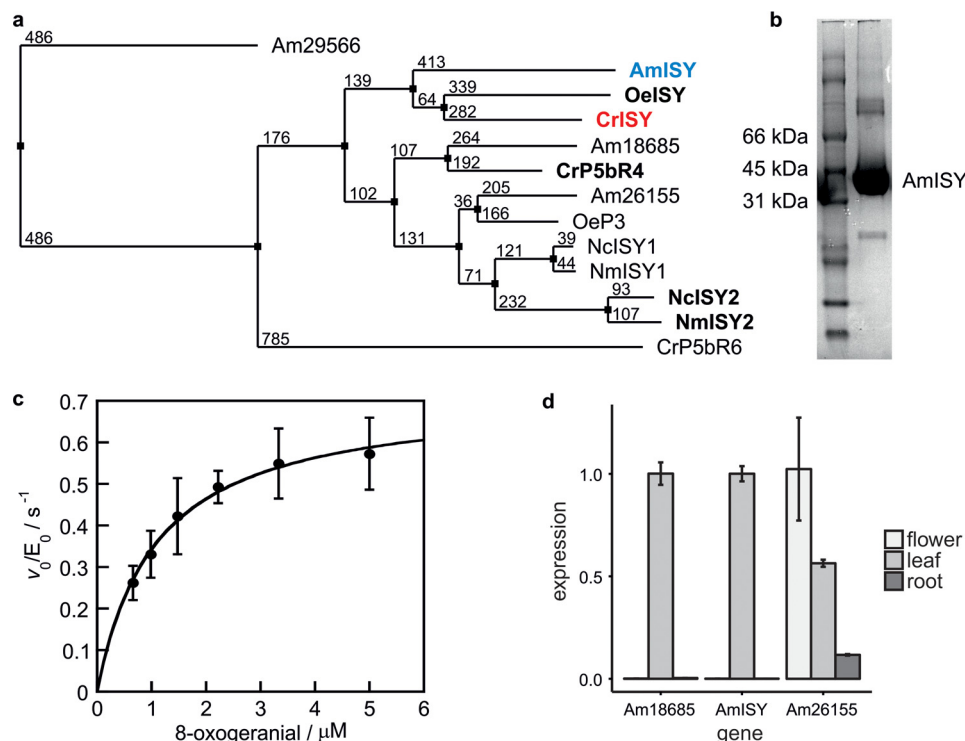 a
486
Am29566
413
AmISY
139
339
OeISY
64
282
CrISY
176
264
Am18685
107
192
CrP5bR4
102
205
Am26155
36
166
OeP3
131
39
NcISY1
121
44
NmISY1
71
93
NcISY2
232
107
NmISY2
486
785
CrP5bR6
b
66 kDa
45 kDa
31 kDa
AmISY
c
v0/E0 / s-1
0.7
0.6
0.5
0.4
0.3
0.2
0.1
0
0 1 2 3 4 5 6
8-oxogeranial / μM
d
expression
1.0
0.5
0.0
Am18685 AmISY Am26155
gene
flower
leaf
root